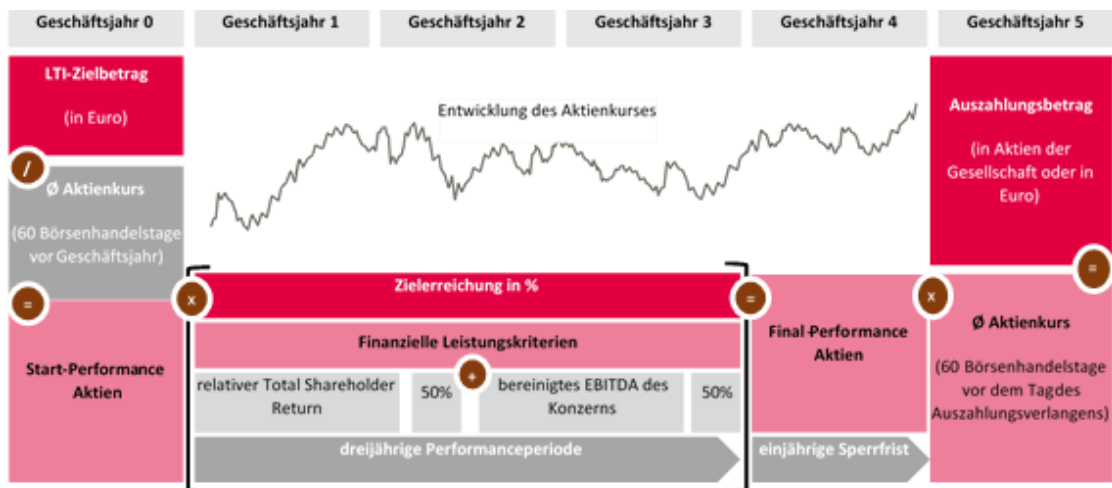 Geschäftsjahr 0
Geschäftsjahr 1
Geschäftsjahr 2
Geschäftsjahr 3
Geschäftsjahr 4
Geschäftsjahr 5
LTI-Zielbetrag
(in Euro)
/
Ø Aktienkurs
(60 Börsenhandelstage
vor Geschäftsjahr)
=
Start-Performance
Aktien
Entwicklung des Aktienkurses
x
Zielerreichung in %
Finanzielle Leistungskriterien
relativer Total Shareholder
Return
50%
+
bereinigtes EBITDA des
Konzerns
50%
dreijährige Performanceperiode
=
Final-Performance
Aktien
einjährige Sperrfrist
x
Auszahlungsbetrag
(in Aktien der
Gesellschaft oder in
Euro)
=
Ø Aktienkurs
(60 Börsenhandelstage
vor dem Tag des
Auszahlungsverlangens)